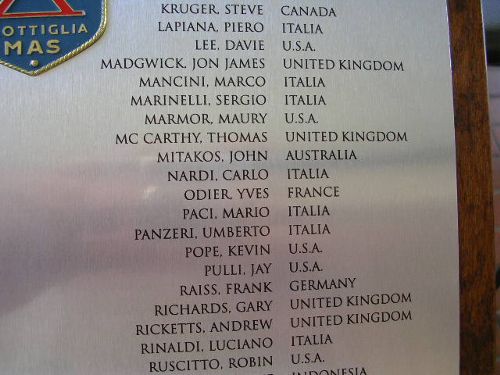 OTTIGLIA
MAS
KRUGER, STEVE CANADA
LAPIANA, PIERO ITALIA
LEE, DAVIE U.S.A.
MADGWICK, JON JAMES UNITED KINGDOM
MANCINI, MARCO ITALIA
MARINELLI, SERGIO ITALIA
MARMOR, MAURY U.S.A.
MC CARTHY, THOMAS UNITED KINGDOM
MITAKOS, JOHN AUSTRALIA
NARDI, CARLO ITALIA
ODIER, YVES FRANCE
PACI, MARIO ITALIA
PANZERI, UMBERTO ITALIA
POPE, KEVIN U.S.A.
PULLI, JAY U.S.A.
RAISS, FRANK GERMANY
RICHARDS, GARY UNITED KINGDOM
RICKETTS, ANDREW UNITED KINGDOM
RINALDI, LUCIANO ITALIA
RUSCITTO, ROBIN U.S.A.
INDONESIA